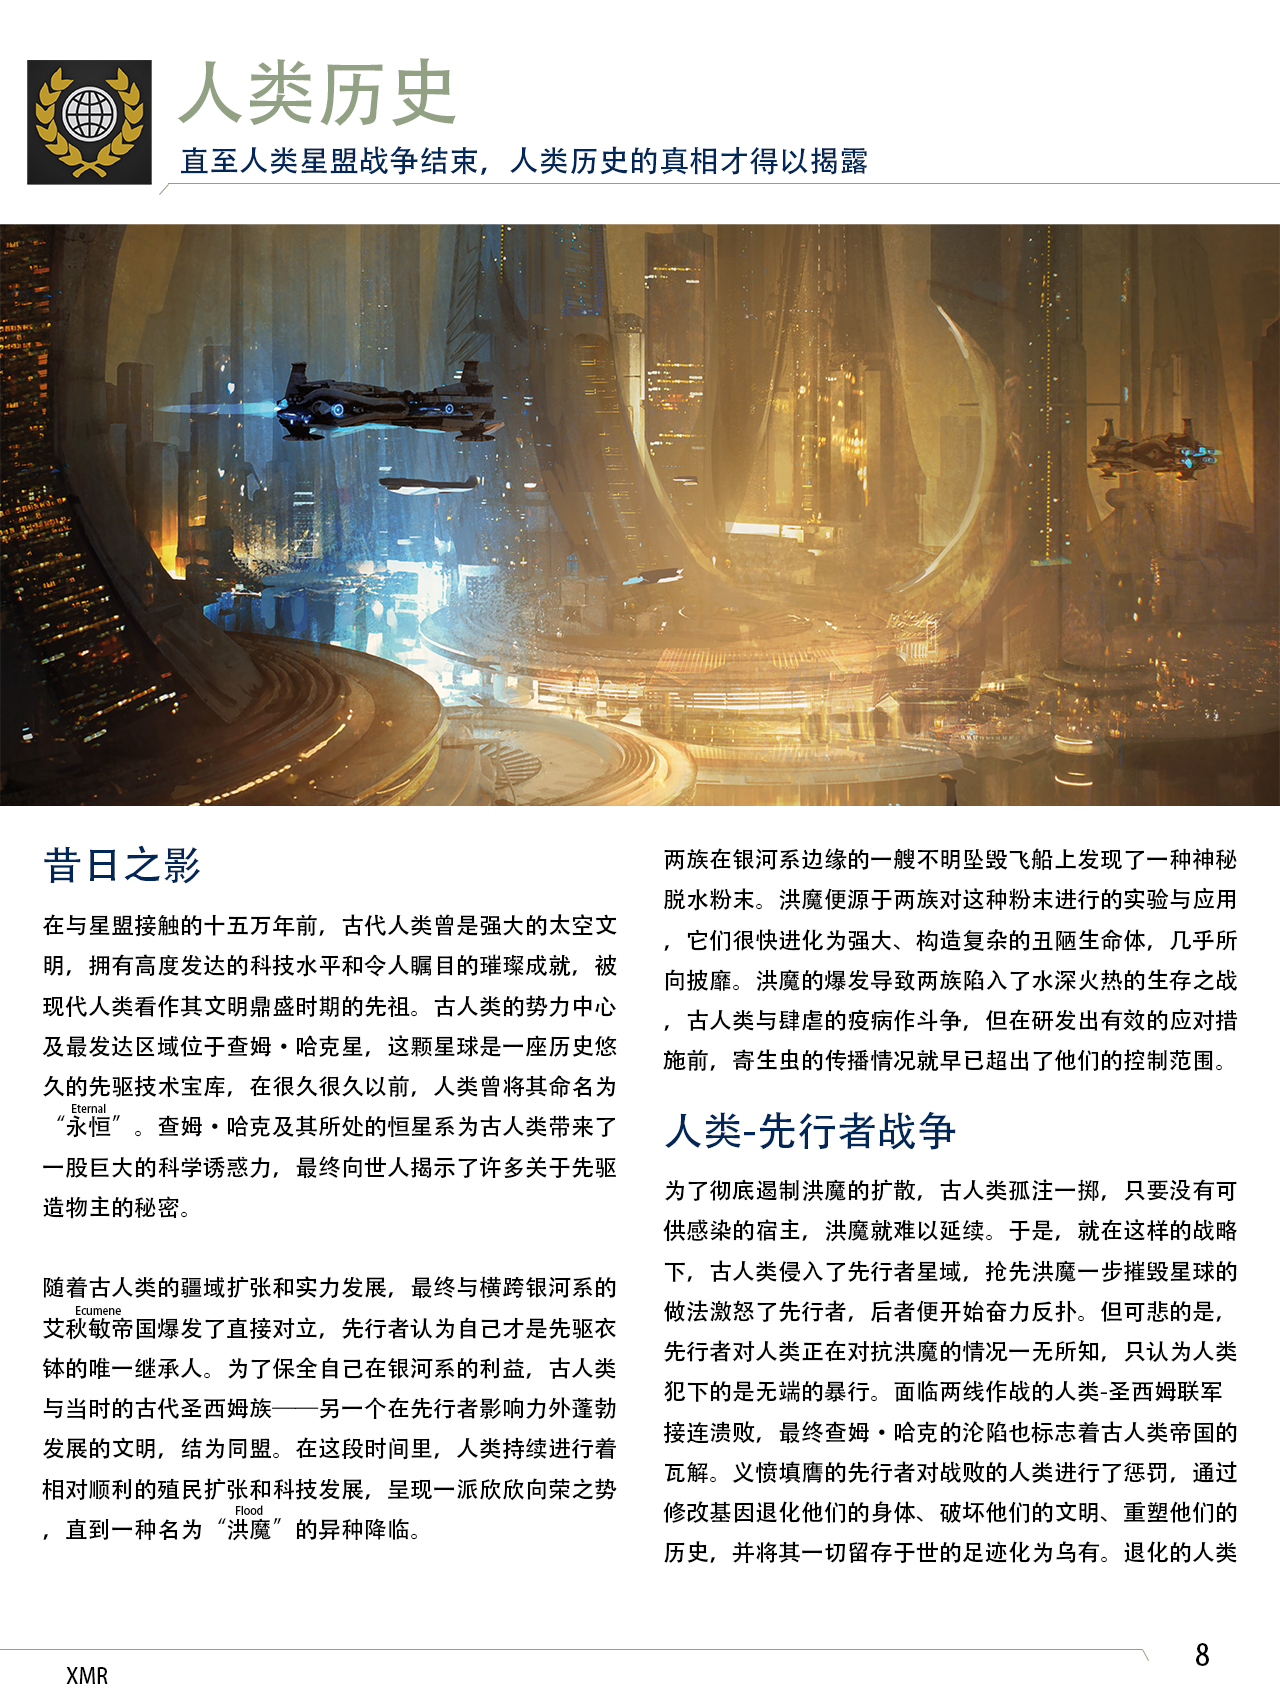 人类历史
直至人类星盟战争结束，人类历史的真相才得以揭露
昔日之影
在与星盟接触的十五万年前，古代人类曾是强大的太空文
明，拥有高度发达的科技水平和令人瞩目的璀璨成就，被
现代人类看作其文明鼎盛时期的先祖。古人类的势力中心
及最发达区域位于查姆·哈克星，这颗星球是一座历史悠
久的先驱技术宝库，在很久很久以前，人类曾将其命名为
Eternal
“永恒”。查姆·哈克及其所处的恒星系为古人类带来了
一股巨大的科学诱惑力，最终向世人揭示了许多关于先驱
造物主的秘密。
随着古人类的疆域扩张和实力发展，最终与横跨银河系的
Ecumene
艾秋敏帝国爆发了直接对立，先行者认为自己才是先驱衣
钵的唯一继承人。为了保全自己在银河系的利益，古人类
与当时的古代圣西姆族——另一个在先行者影响力外蓬勃
发展的文明，结为同盟。在这段时间里，人类持续进行着
相对顺利的殖民扩张和科技发展，呈现一派欣欣向荣之势
Flood
，直到一种名为“洪魔”的异种降临。
两族在银河系边缘的一艘不明坠毁飞船上发现了一种神秘
脱水粉末。洪魔便源于两族对这种粉末进行的实验与应用
，它们很快进化为强大、构造复杂的丑陋生命体，几乎所
向披靡。洪魔的爆发导致两族陷入了水深火热的生存之战
，古人类与肆虐的疫病作斗争，但在研发出有效的应对措
施前，寄生虫的传播情况就早已超出了他们的控制范围。
人类-先行者战争
为了彻底遏制洪魔的扩散，古人类孤注一掷，只要没有可
供感染的宿主，洪魔就难以延续。于是，就在这样的战略
下，古人类侵入了先行者星域，抢先洪魔一步摧毁星球的
做法激怒了先行者，后者便开始奋力反扑。但可悲的是，
先行者对人类正在对抗洪魔的情况一无所知，只认为人类
犯下的是无端的暴行。面临两线作战的人类-圣西姆联军
接连溃败，最终查姆·哈克的沦陷也标志着古人类帝国的
瓦解。义愤填膺的先行者对战败的人类进行了惩罚，通过
修改基因退化他们的身体、破坏他们的文明、重塑他们的
历史，并将其一切留存于世的足迹化为乌有。退化的人类
8
XMR